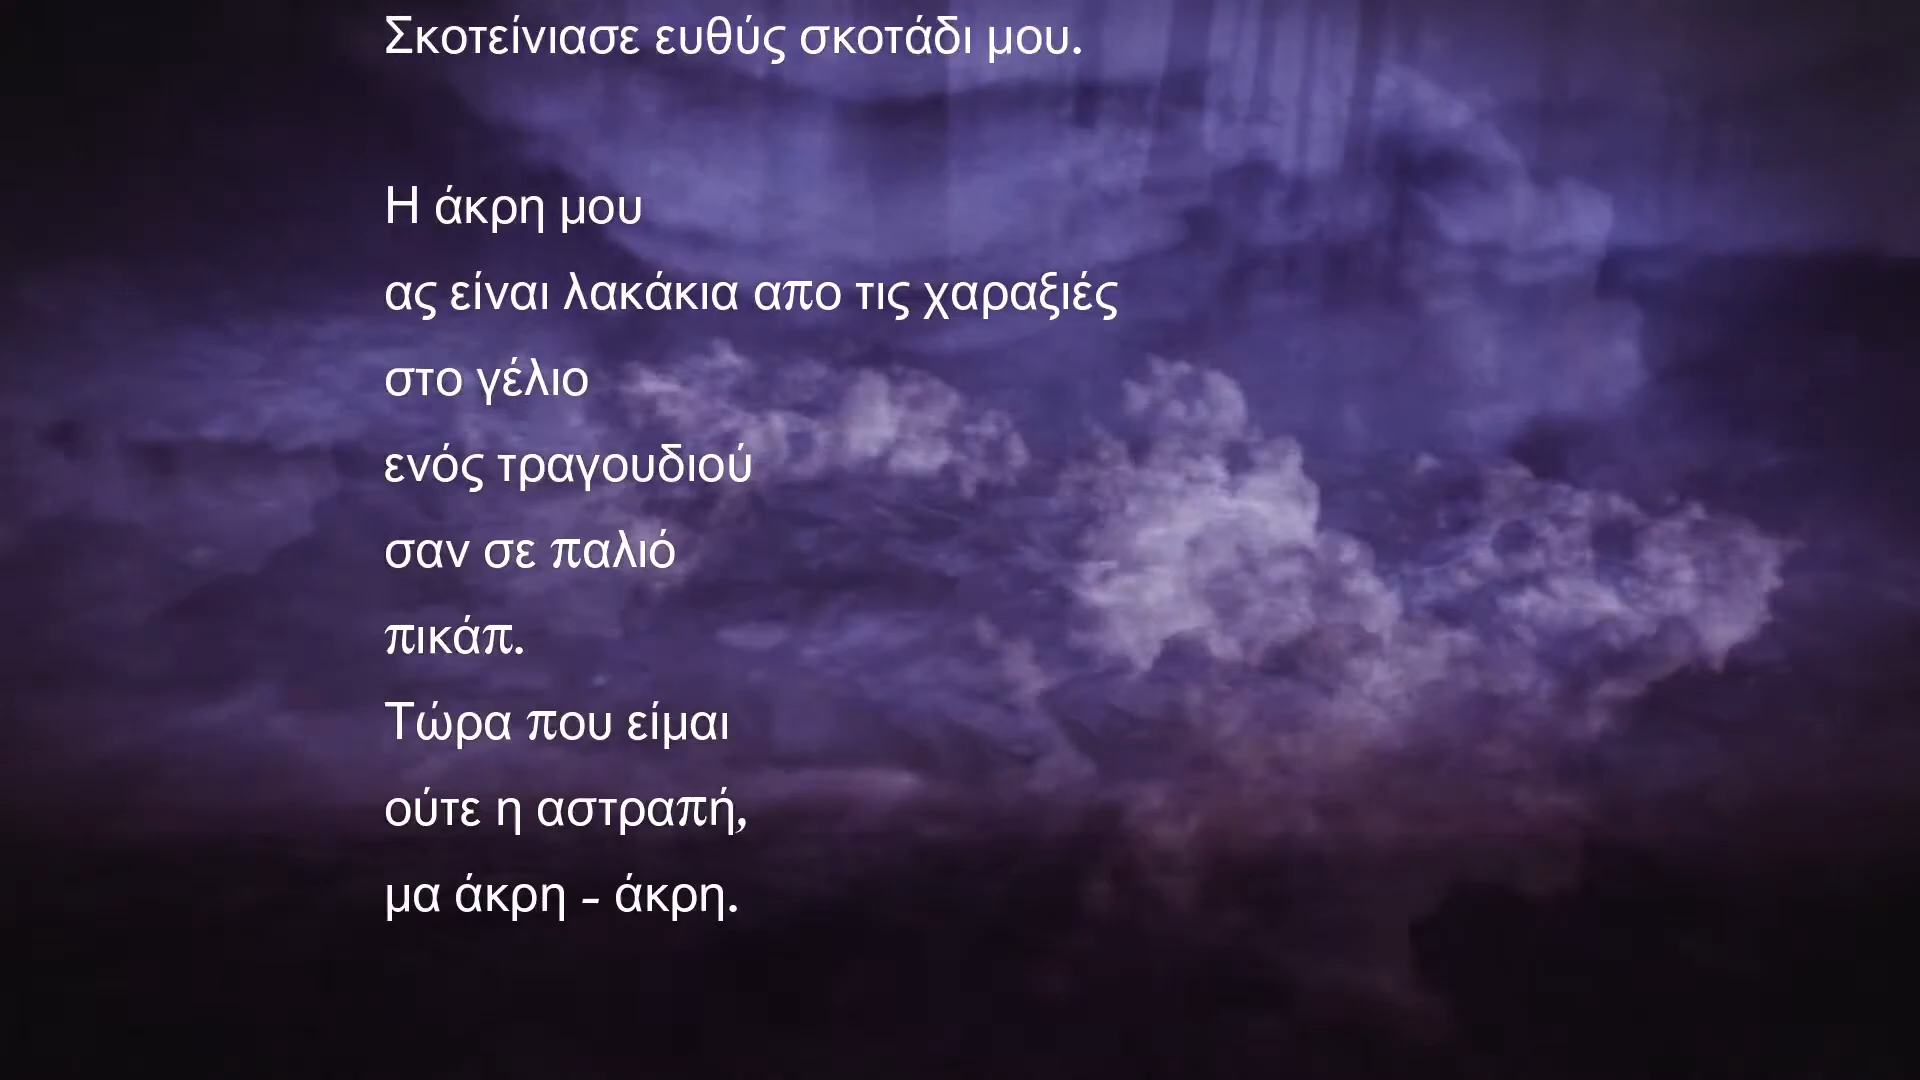 Σκοτείνιασε ευθύς σκοτάδι μου.
Η άκρη μου
ας είναι λακάκια απο τις χαραξιές
στο γέλιο
ενός τραγουδιού
σαν σε παλιό
πικάπ.
Τώρα που είμαι
ούτε η αστραπή,
μα άκρη - άκρη.